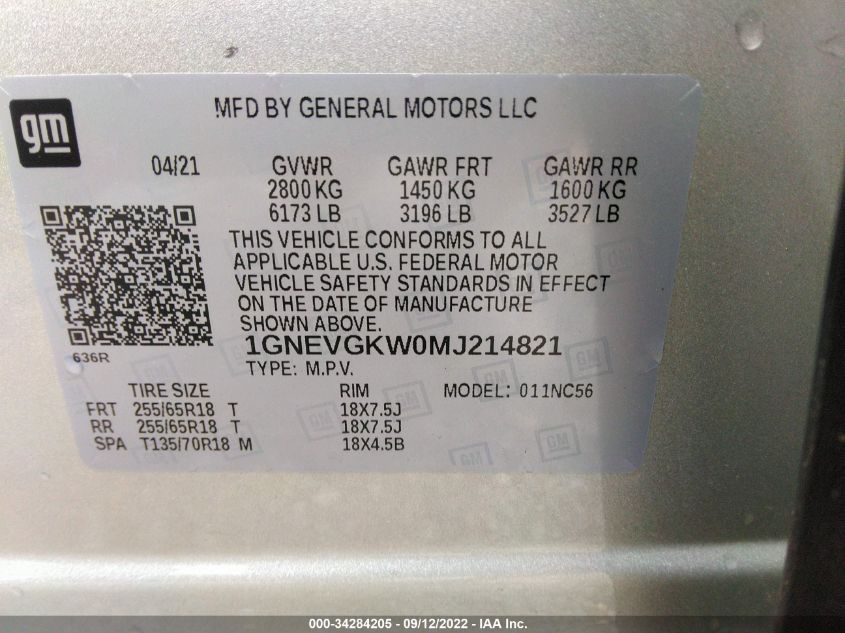 gm
MFD BY GENERAL MOTORS LLC
04/21 GVWR GAWR FRT GAWR RR
2800 KG 1450 KG 1600 KG
6173 LB 3196 LB 3527 LB
THIS VEHICLE CONFORMS TO ALL
APPLICABLE U.S. FEDERAL MOTOR
VEHICLE SAFETY STANDARDS IN EFFECT
ON THE DATE OF MANUFACTURE
SHOWN ABOVE.
636R
1GNEVGKW0MJ214821
TYPE: M.P.V.
TIRE SIZE RIM MODEL: 011NC56
FRT 255/65R18 T 18X7.5J
RR 255/65R18 T 18X7.5J
SPA T135/70R18 M 18X4.5B
000-34284205 - 09/12/2022 - IAA Inc.